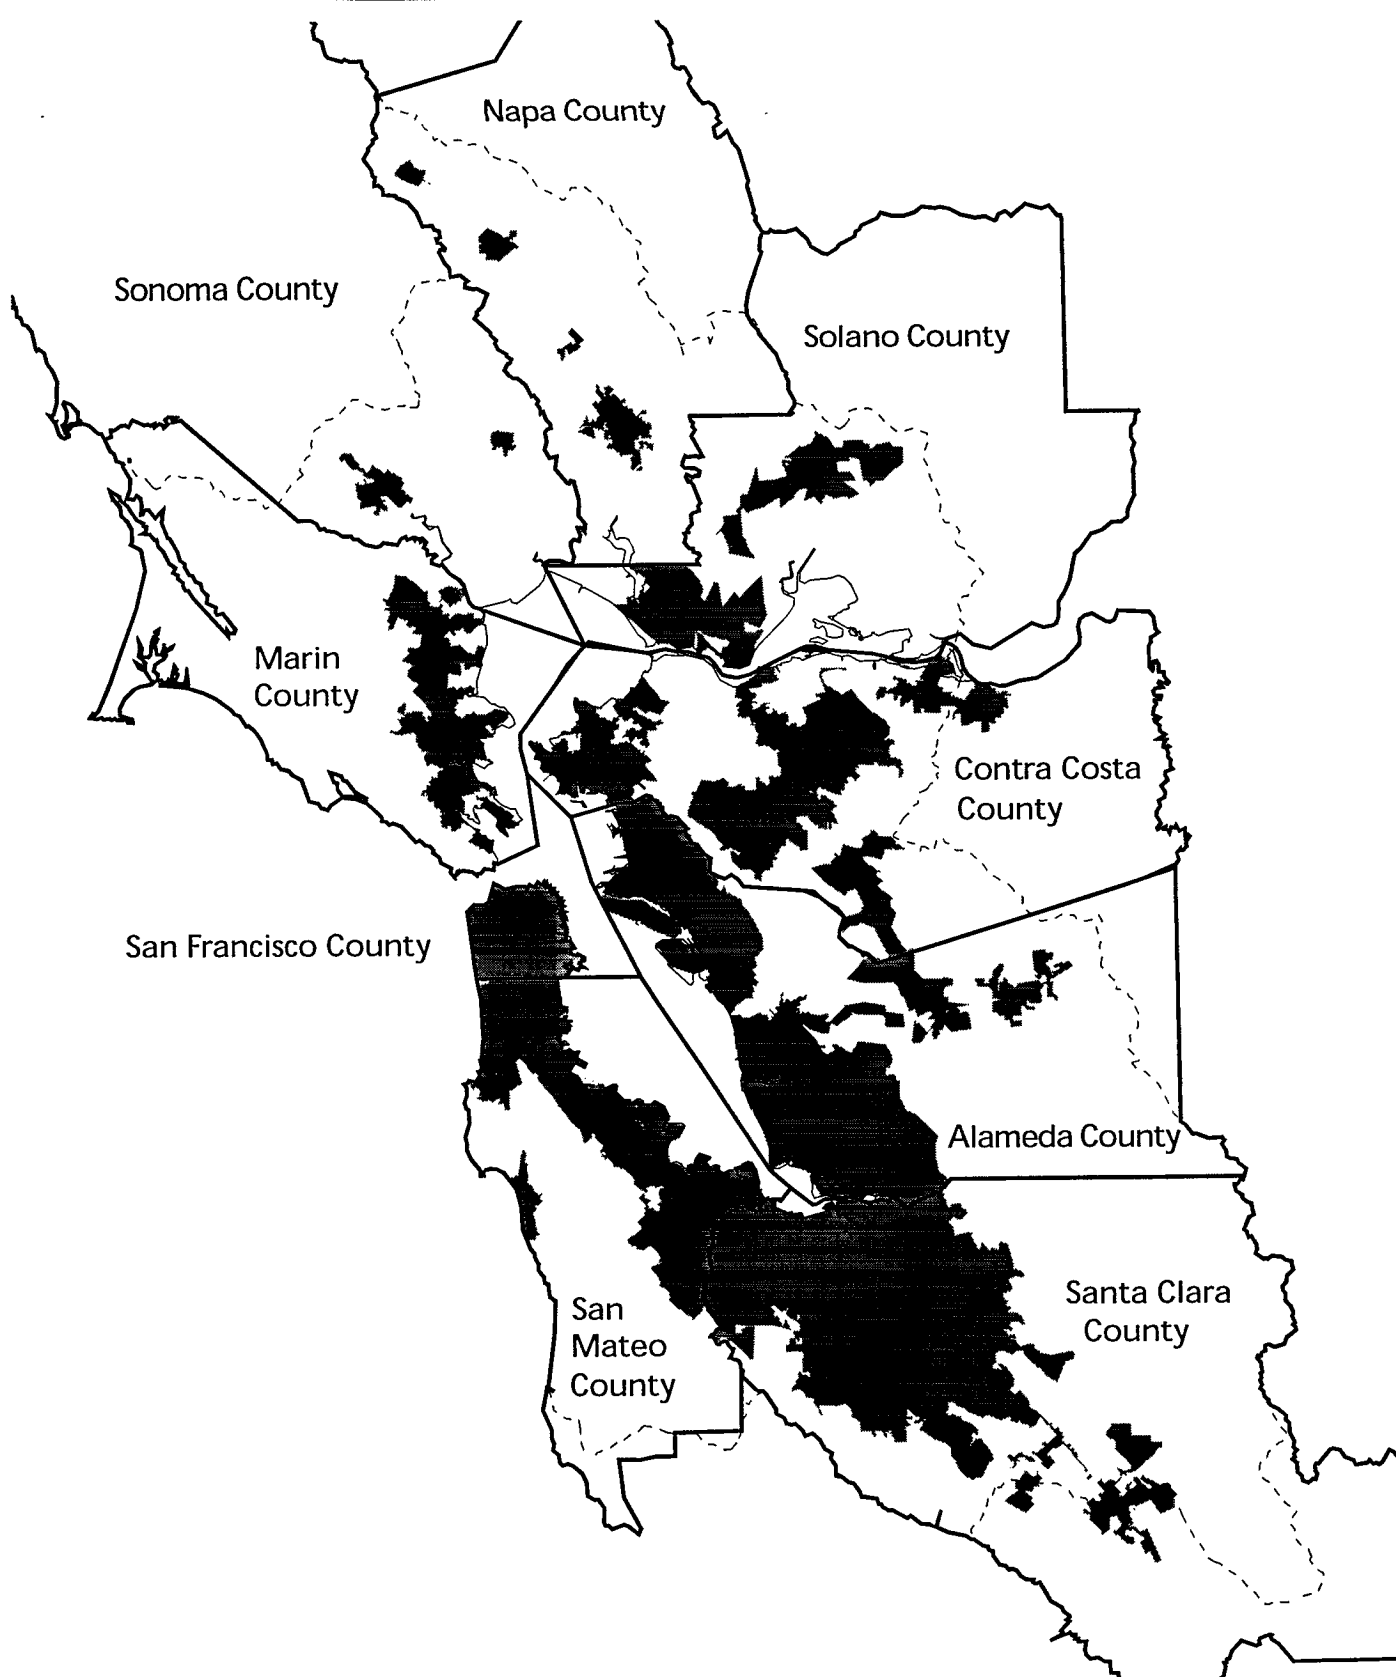 Napa County
Sonoma County
Solano County
Marin
County
Contra Costa
County
San Francisco County
Alameda County
Santa Clara
County
San
Mateo
County